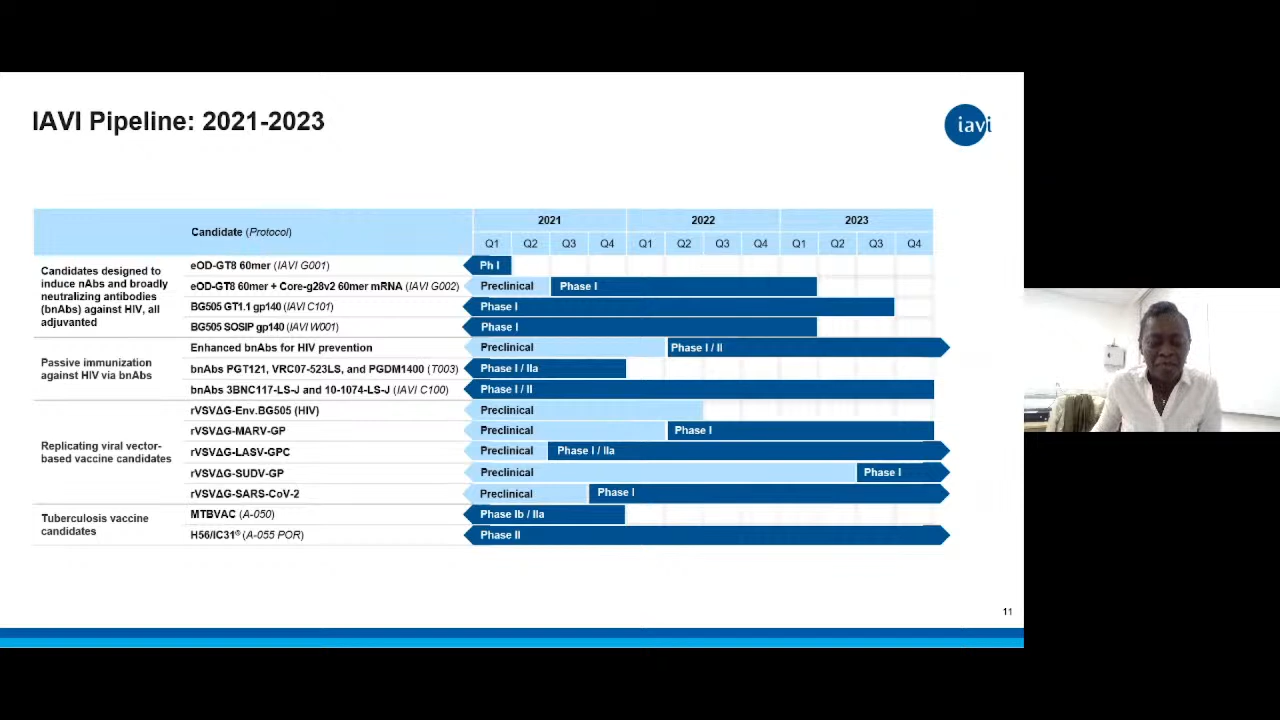 IAVI Pipeline: 2021-2023
iavi
Candidate (Protocol)
2021
2022
2023
Q1 Q2 Q3 Q4 Q1 Q2 Q3 Q4 Q1 Q2 Q3 Q4
Candidates designed to
induce nAbs and broadly
neutralizing antibodies
(bnAbs) against HIV, all
adjuvanted
eOD-GT8 60mer (IAVI G001)
Ph I
eOD-GT8 60mer + Core-g28v2 60mer mRNA (IAVI G002)
Preclinical
Phase I
BG505 GT1.1 gp140 (IAVI C101)
Phase I
BG505 SOSIP gp140 (IAVI W001)
Phase I
Passive immunization
against HIV via bnAbs
Enhanced bnAbs for HIV prevention
Preclinical
Phase I / II
bnAbs PGT121, VRC07-523LS, and PGDM1400 (T003)
Phase I / IIa
bnAbs 3BNC117-LS-J and 10-1074-LS-J (IAVI C100)
Phase I / II
Replicating viral vector-
based vaccine candidates
rVSVΔG-Env.BG505 (HIV)
Preclinical
rVSVΔG-MARV-GP
Preclinical
Phase I
rVSVΔG-LASV-GPC
Preclinical
Phase I / IIa
rVSVΔG-SUDV-GP
Preclinical
Phase I
rVSVΔG-SARS-CoV-2
Preclinical
Phase I
Tuberculosis vaccine
candidates
MTBVAC (A-050)
Phase Ib / IIa
H56/IC31® (A-055 POR)
Phase II
11